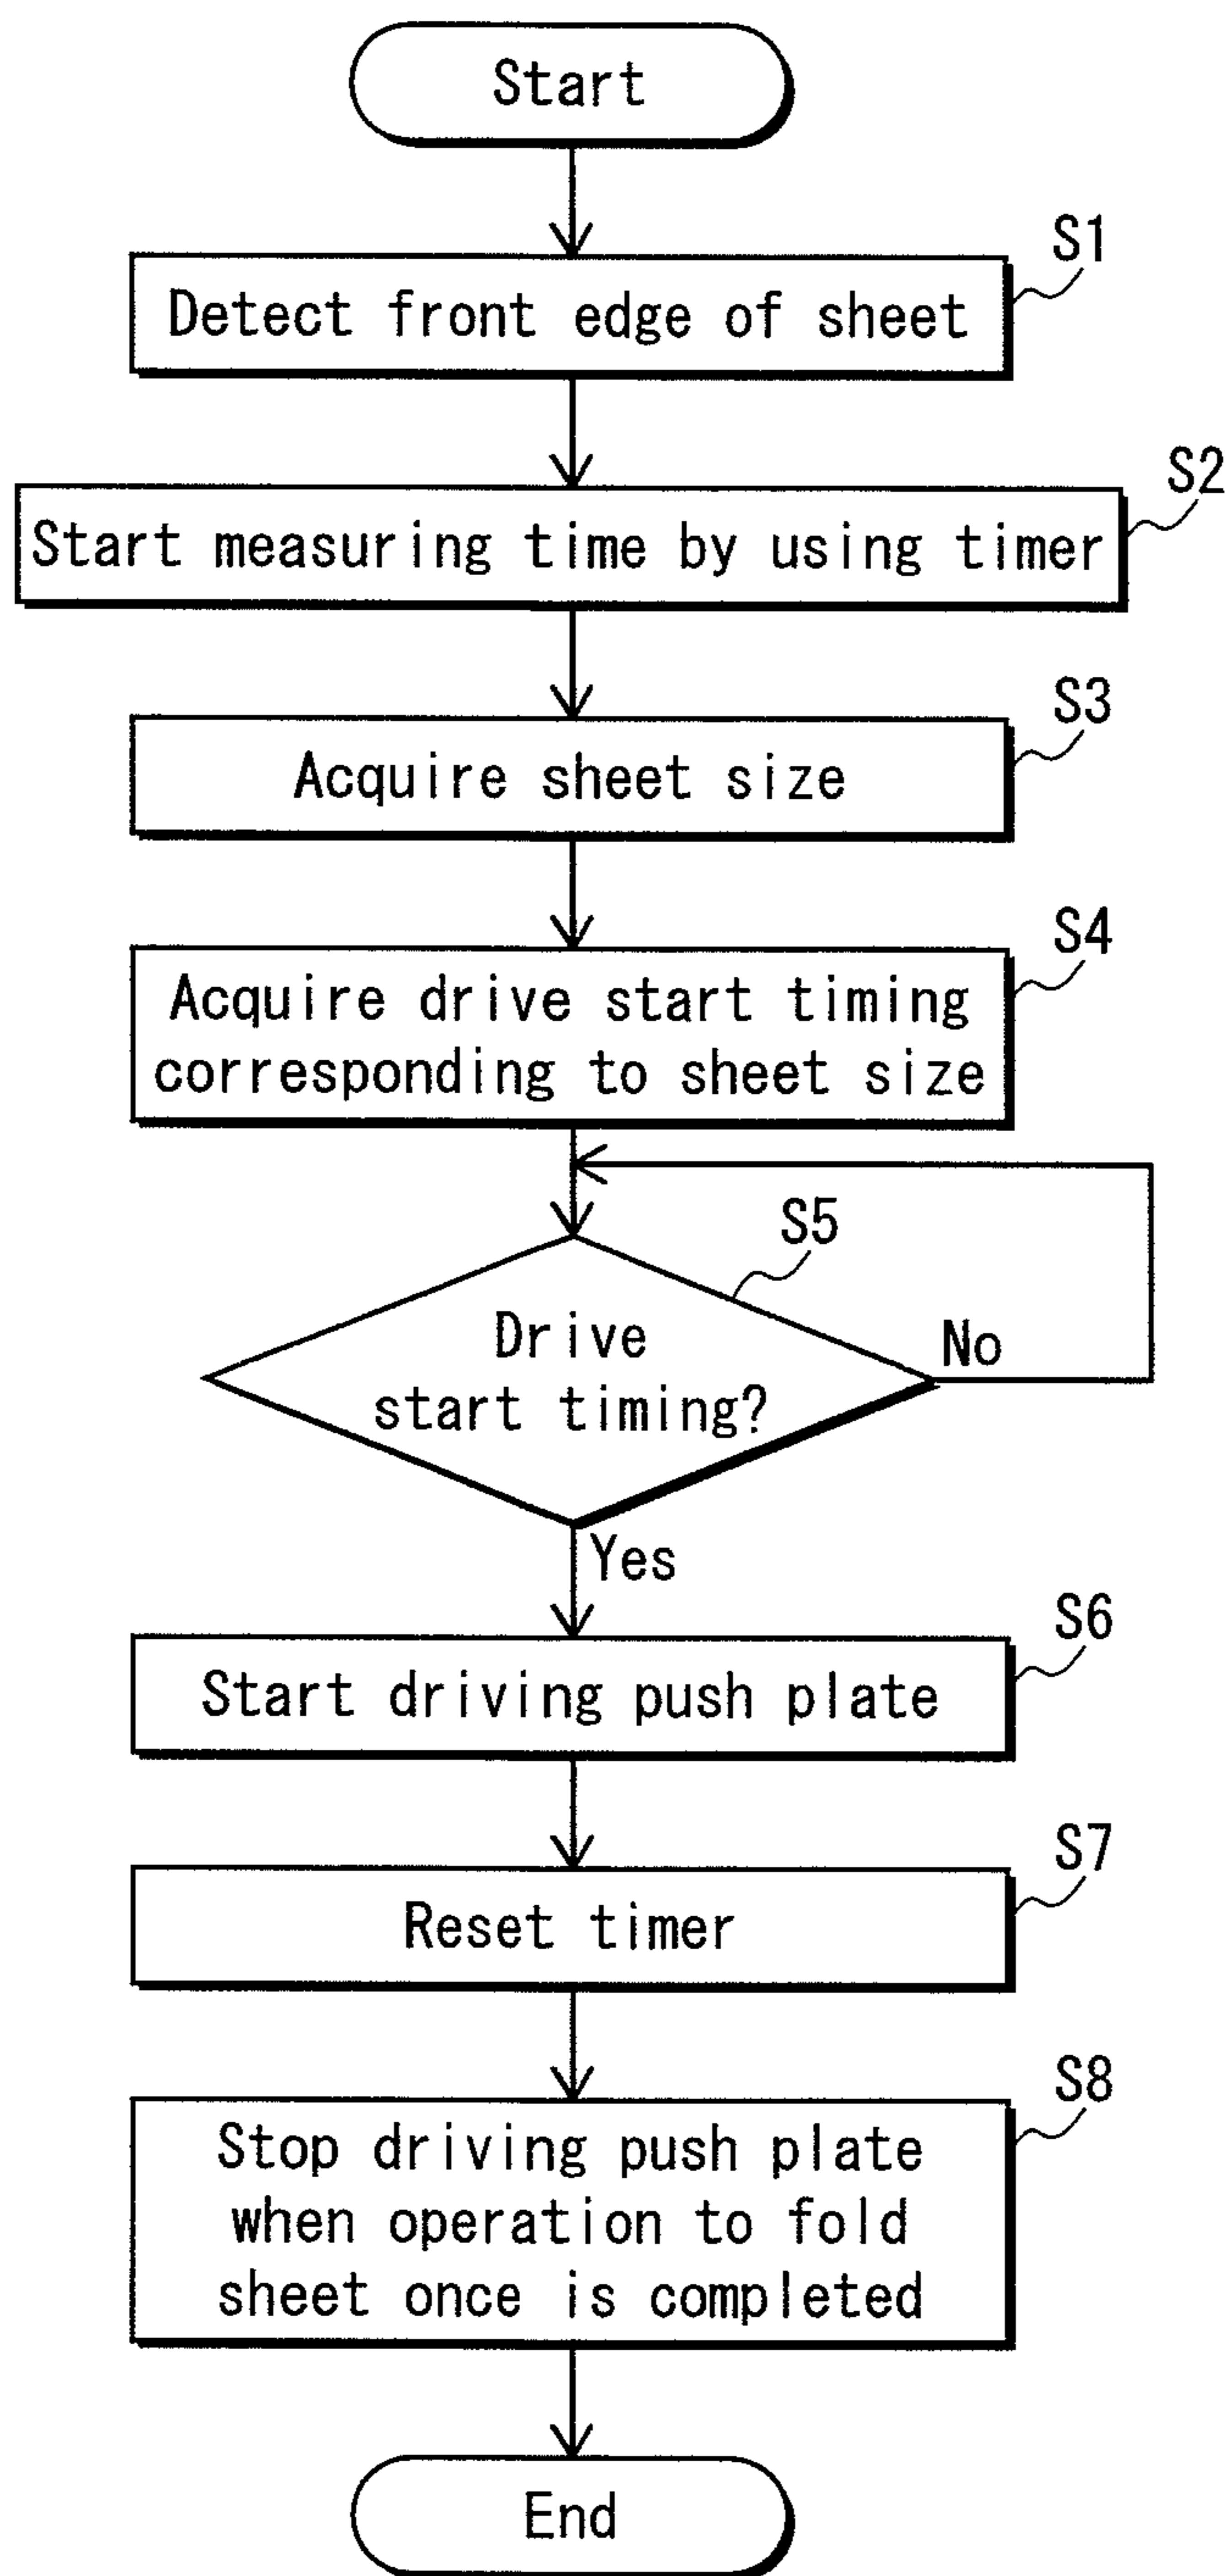 Start
S1
Detect front edge of sheet
S2
Start measuring time by using timer
S3
Acquire sheet size
S4
Acquire drive start timing
corresponding to sheet size
S5
Drive
start timing?
No
Yes
S6
Start driving push plate
S7
Reset timer
S8
Stop driving push plate
when operation to fold
sheet once is completed
End